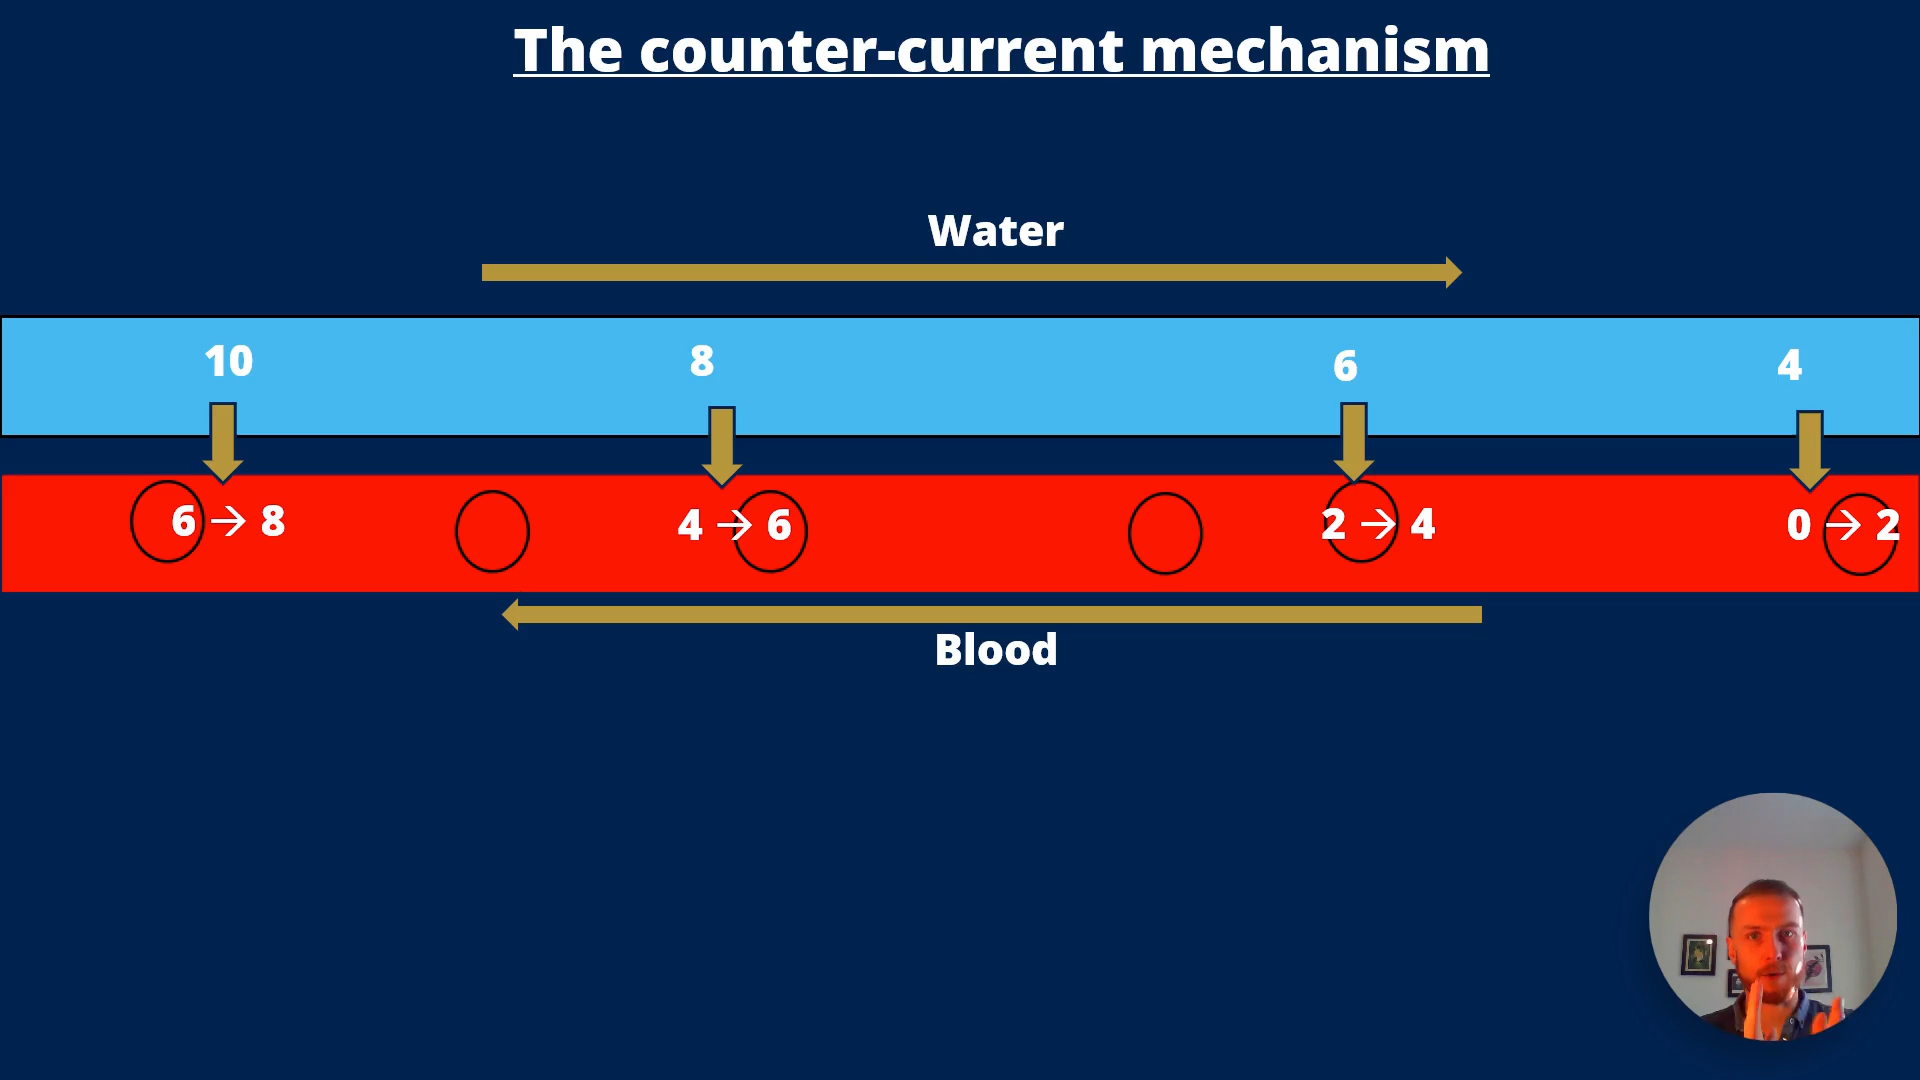 The counter-current mechanism
Water
10 8 6 4
6 → 8 4 → 6 2 → 4 0 → 2
Blood